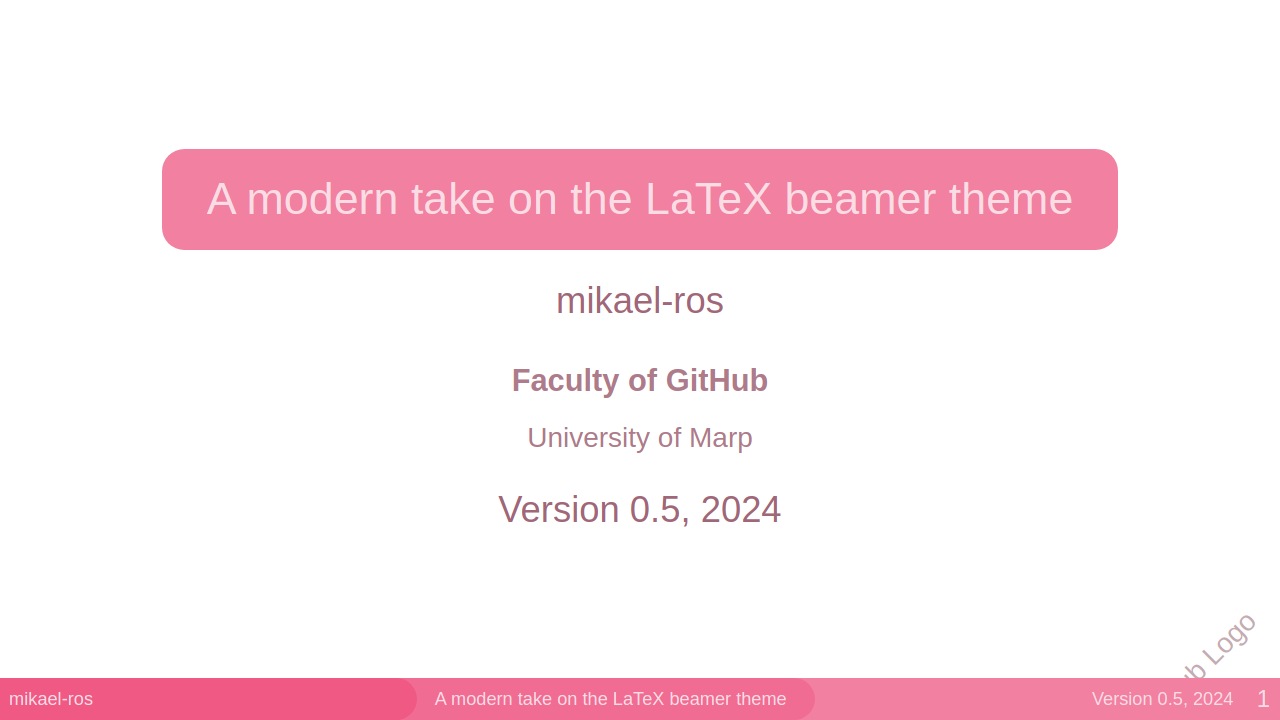 A modern take on the LaTeX beamer theme
mikael-ros
Faculty of GitHub
University of Marp
Version 0.5, 2024
Logo
mikael-ros
A modern take on the LaTeX beamer theme
Version 0.5, 2024
1